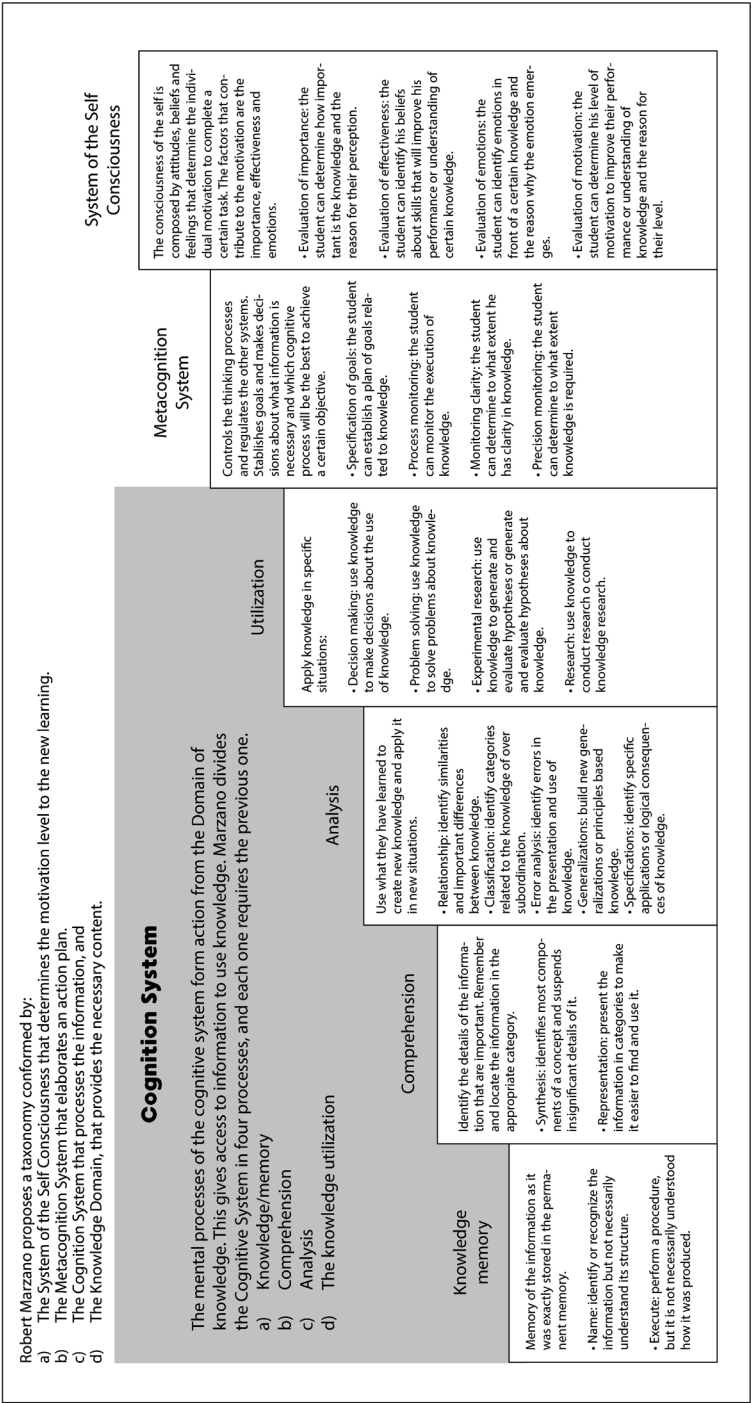 Robert Marzano proposes a taxonomy conformed by:
a) The System of the Self Consciousness that determines the motivation level to the new learning.
b) The Metacognition System that elaborates an action plan.
c) The Cognition System that processes the information, and
d) The Knowledge Domain, that provides the necessary content.
Cognition System
The mental processes of the cognitive system form action from the Domain of
knowledge. This gives access to information to use knowledge. Marzano divides
the Cognitive System in four processes, and each one requires the previous one.
a) Knowledge/memory
b) Comprehension
c) Analysis
d) The knowledge utilization
Knowledge
memory
Memory of the information as it
was exactly stored in the perma-
nent memory.
• Name: identify or recognize the
information but not necessarily
understand its structure.
• Execute: perform a procedure,
but it is not necessarily understood
how it was produced.
Comprehension
Identify the details of the informa-
tion that are important. Remember
and locate the information in the
appropriate category.
• Synthesis: identifies most compo-
nents of a concept and suspends
insignificant details of it.
• Representation: present the
information in categories to make
it easier to find and use it.
Analysis
Use what they have learned to
create new knowledge and apply it
in new situations.
• Relationship: identify similarities
and important differences
between knowledge.
• Classification: identify categories
related to the knowledge of over
subordination.
• Error analysis: identify errors in
the presentation and use of
knowledge.
• Generalizations: build new gene-
ralizations or principles based
knowledge.
• Specifications: identify specific
applications or logical consequen-
ces of knowledge.
Utilization
Apply knowledge in specific
situations:
• Decision making: use knowledge
to make decisions about the use
of knowledge.
• Problem solving: use knowledge
to solve problems about knowle-
dge.
• Experimental research: use
knowledge to generate and
evaluate hypotheses or generate
and evaluate hypotheses about
knowledge.
• Research: use knowledge to
conduct research o conduct
knowledge research.
Metacognition
System
Controls the thinking processes
and regulates the other systems.
Stablishes goals and makes deci-
sions about what information is
necessary and which cognitive
process will be the best to achieve
a certain objective.
• Specification of goals: the student
can establish a plan of goals rela-
ted to knowledge.
• Process monitoring: the student
can monitor the execution of
knowledge.
• Monitoring clarity: the student
can determine to what extent he
has clarity in knowledge.
• Precision monitoring: the student
can determine to what extent
knowledge is required.
System of the Self
Consciousness
The consciousness of the self is
composed by attitudes, beliefs and
feelings that determine the indivi-
dual motivation to complete a
certain task. The factors that con-
tribute to the motivation are the
importance, effectiveness and
emotions.
• Evaluation of importance: the
student can determine how impor-
tant is the knowledge and the
reason for their perception.
• Evaluation of effectiveness: the
student can identify his beliefs
about skills that will improve his
performance or understanding of
certain knowledge.
• Evaluation of emotions: the
student can identify emotions in
front of a certain knowledge and
the reason why the emotion emer-
ges.
• Evaluation of motivation: the
student can determine his level of
motivation to improve their perfor-
mance or understanding of
knowledge and the reason for
their level.